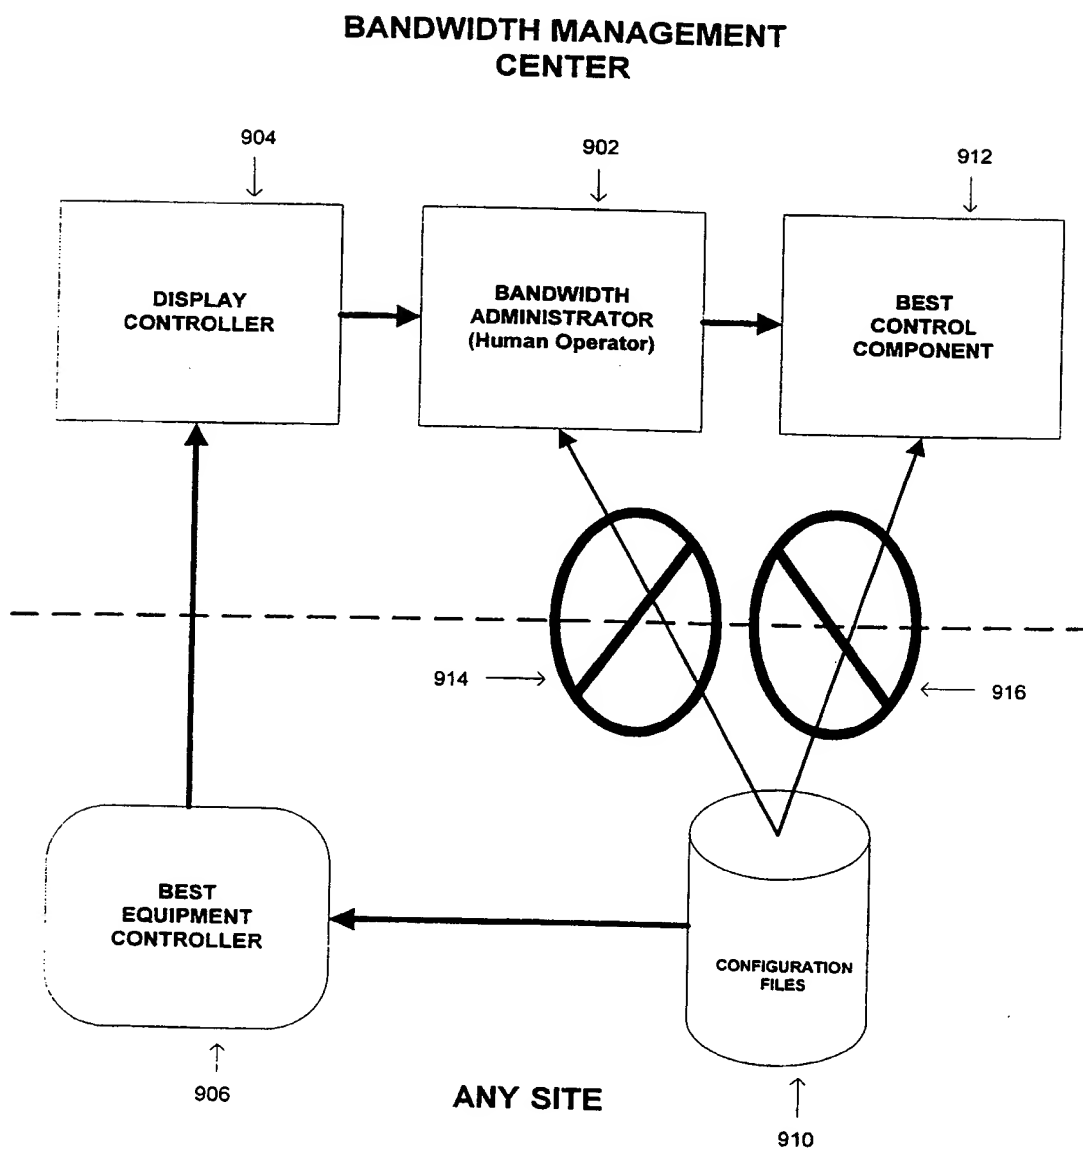 BANDWIDTH MANAGEMENT
CENTER
904
902
912
DISPLAY
CONTROLLER
BANDWIDTH
ADMINISTRATOR
(Human Operator)
BEST
CONTROL
COMPONENT
914
916
BEST
EQUIPMENT
CONTROLLER
CONFIGURATION
FILES
906
ANY SITE
910